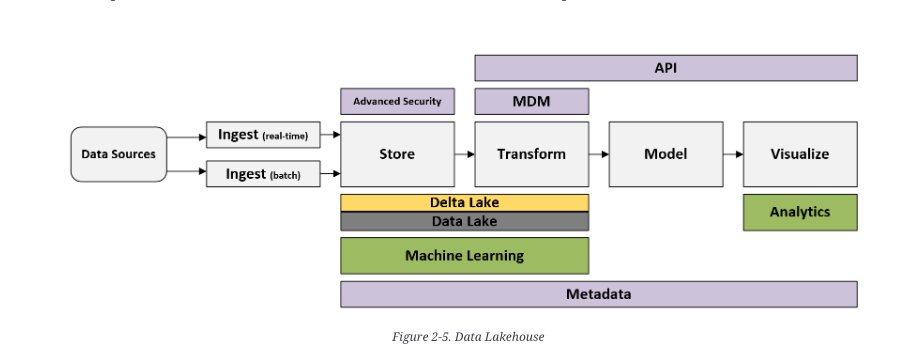 API
Advanced Security
MDM
Data Sources
Ingest (real-time)
Ingest (batch)
Store
Transform
Model
Visualize
Delta Lake
Data Lake
Analytics
Machine Learning
Metadata
Figure 2-5. Data Lakehouse